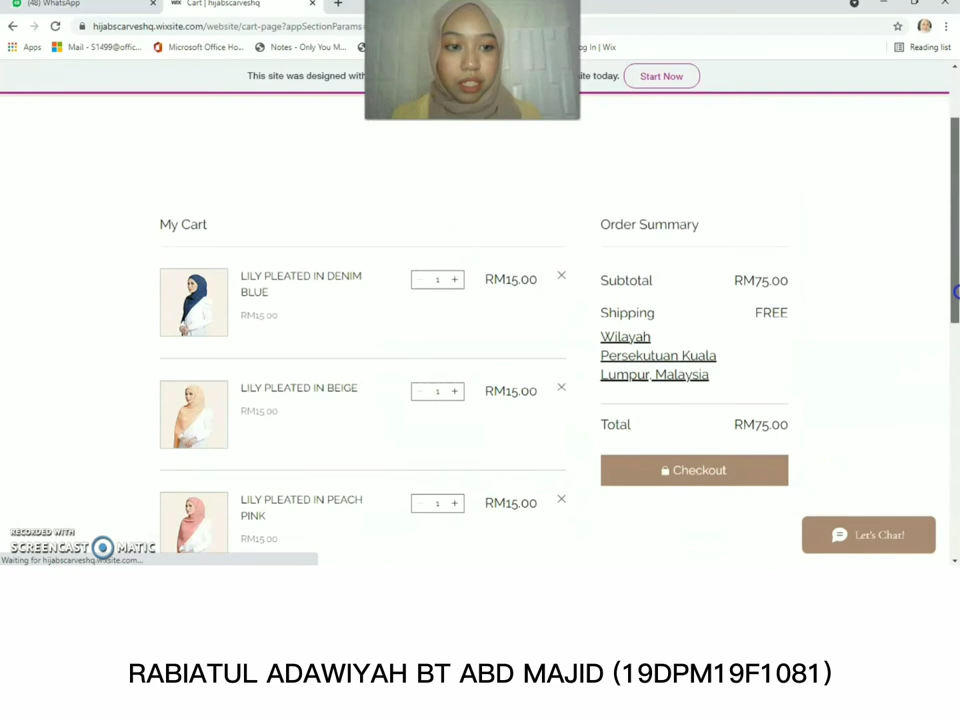 (48) WhatsApp
Cart | hijabscarveshq
hijabscarveshq.wixsite.com/website/cart-page?appSectionParams=
Apps
Mail - S1499@offic...
Microsoft Office Ho...
Notes - Only You M...
og In | Wix
Reading list
This site was designed with
ite today.
Start Now
My Cart
Order Summary
LILY PLEATED IN DENIM
BLUE
RM15.00
1
RM15.00
Subtotal
RM75.00
Shipping
FREE
Wilayah
Persekutuan Kuala
Lumpur, Malaysia
LILY PLEATED IN BEIGE
RM15.00
1
RM15.00
Total
RM75.00
Checkout
LILY PLEATED IN PEACH
PINK
RM15.00
1
RM15.00
Let's Chat!
RECORDED WITH
SCREENCAST MATIC
Waiting for hijabscarveshq.wixsite.com...
RABIATUL ADAWIYAH BT ABD MAJID (19DPM19F1081)